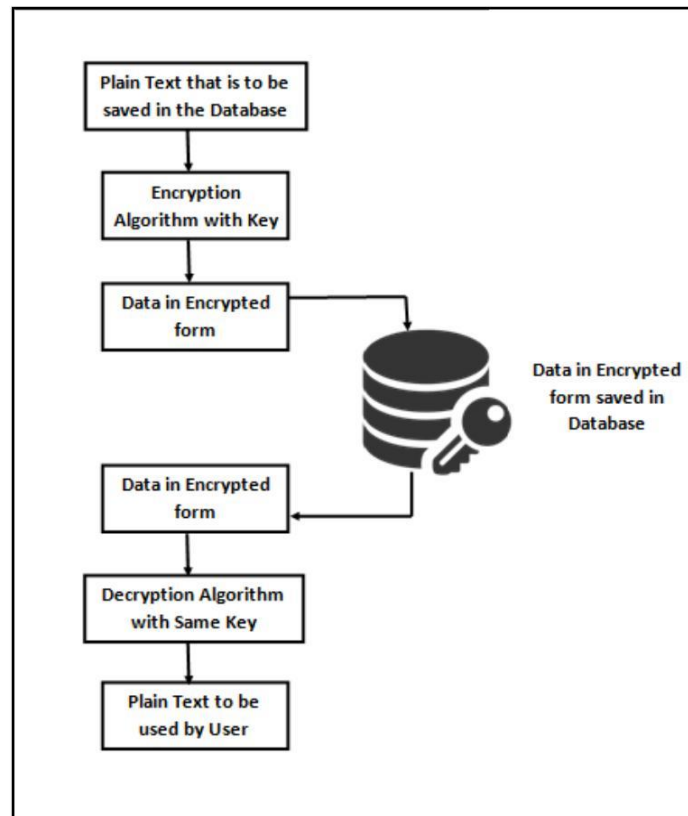 Plain Text that is to be
saved in the Database
Encryption
Algorithm with Key
Data in Encrypted
form
Data in Encrypted
form saved in
Database
Data in Encrypted
form
Decryption Algorithm
with Same Key
Plain Text to be
used by User